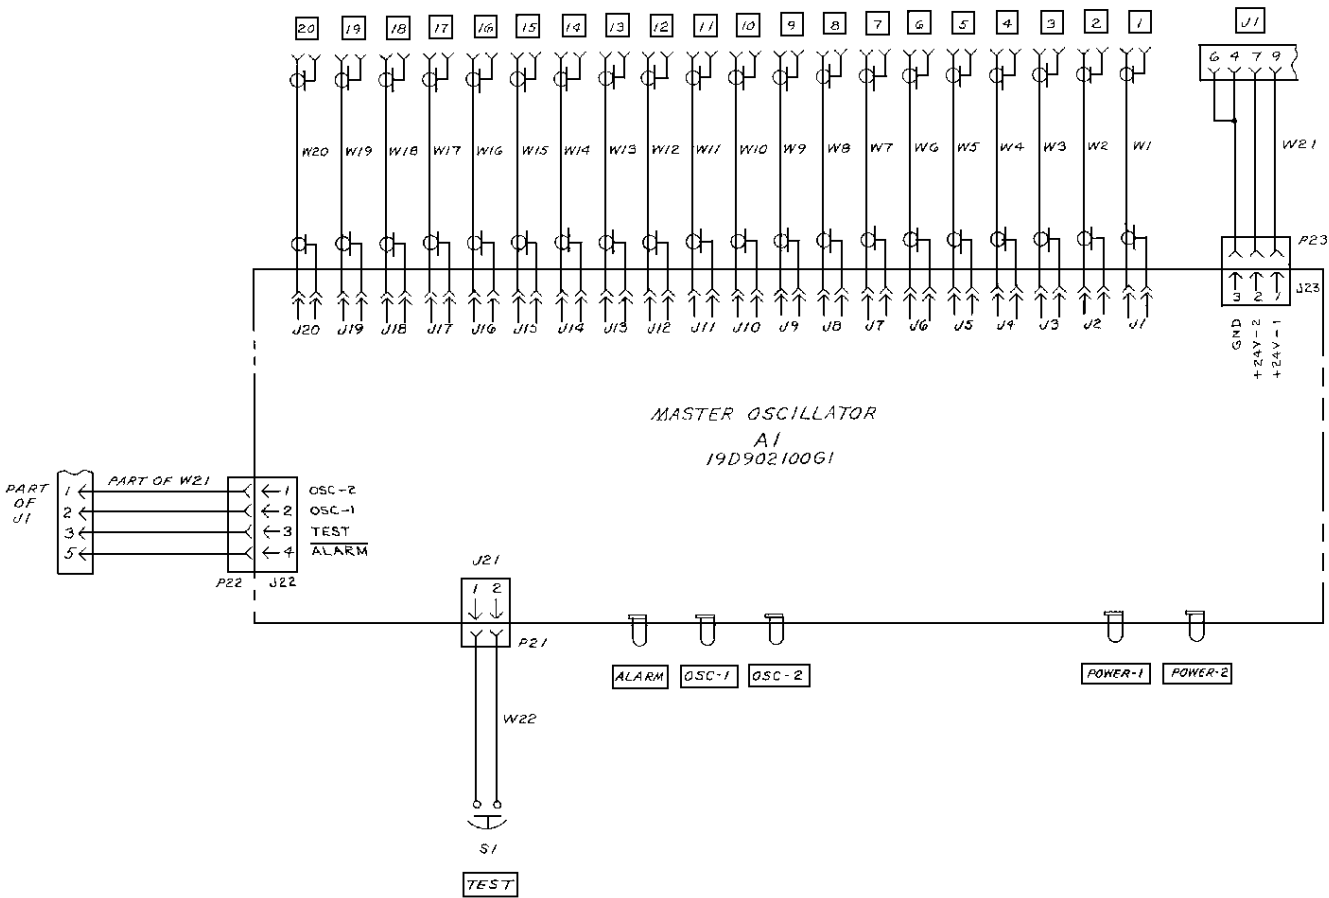 20 19 18 17 16 15 14 13 12 11 10 9 8 7 6 5 4 3 2 1 J1
6 4 7 9
W20 W19 W18 W17 W16 W15 W14 W13 W12 W11 W10 W9 W8 W7 W6 W5 W4 W3 W2 W1 W21
P23
J23
3 2 1
J20 J19 J18 J17 J16 J15 J14 J13 J12 J11 J10 J9 J8 J7 J6 J5 J4 J3 J2 J1
GND
+24V-2
+24V-1
MASTER OSCILLATOR
A1
19D902100G1
PART
OF
J1
PART OF W21
1 1 OSC-2
2 2 OSC-1
3 3 TEST
5 4 ALARM
P22 J22
J21
1 2
P21
ALARM OSC-1 OSC-2 POWER-1 POWER-2
W22
S1
TEST